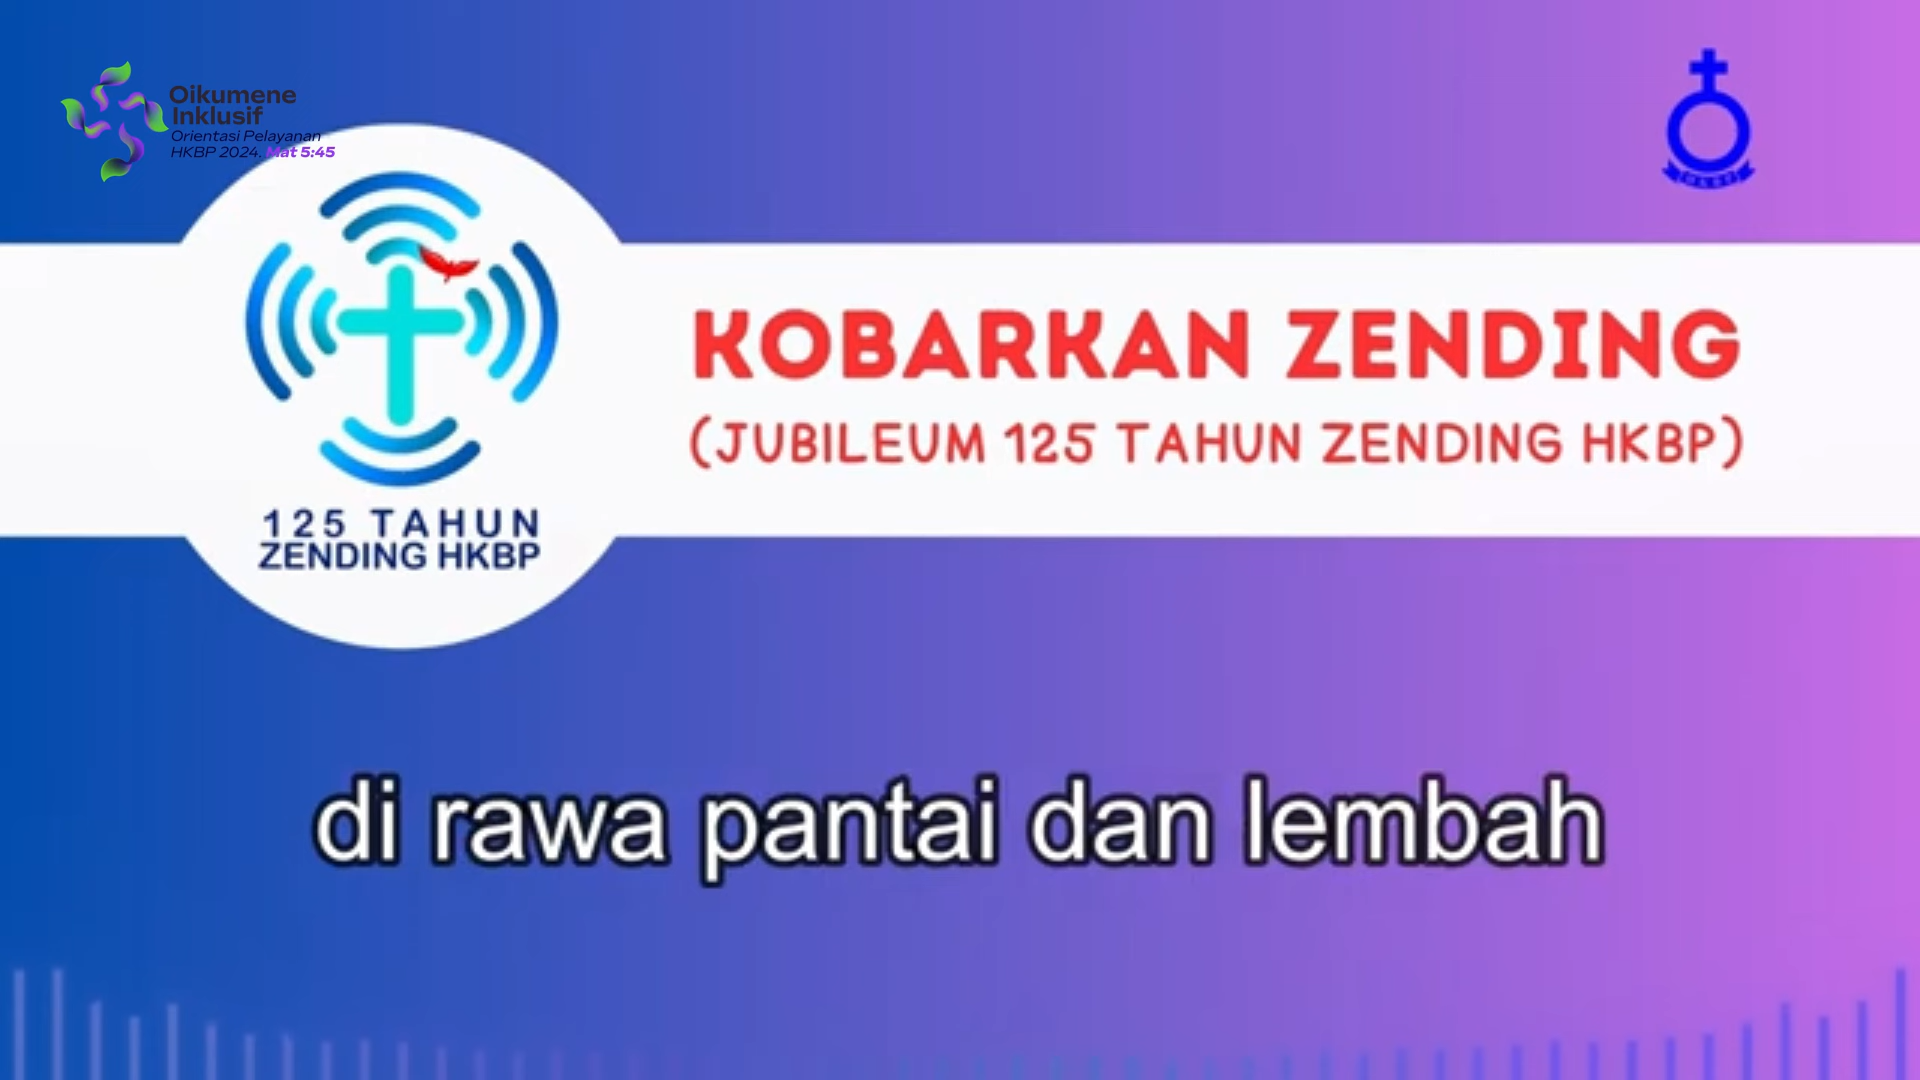 Oikumene
Inklusif
Orientasi Pelayanan
HKBP 2024. Mat 5:45
KOBARKAN ZENDING
(JUBILEUM 125 TAHUN ZENDING HKBP)
125 TAHUN
ZENDING HKBP
di rawa pantai dan lembah